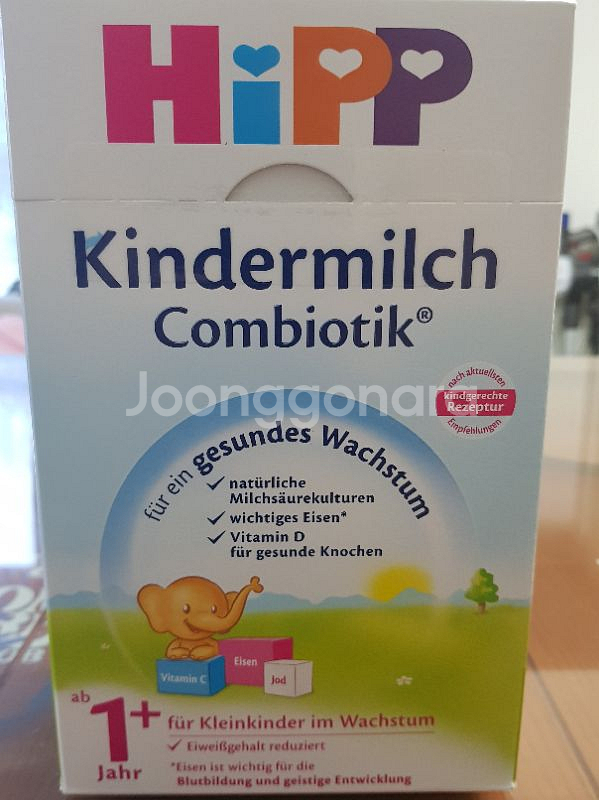 HiPP
Kindermilch
Combiotik®
Joonggonara
nach aktuellsten
kindgerechte
Rezeptur
Empfehlungen
für ein gesundes Wachstum
✓ natürliche
Milchsäurekulturen
✓ wichtiges Eisen*
✓ Vitamin D
für gesunde Knochen
Eisen
Vitamin C
Jod
ab
1+
Jahr
für Kleinkinder im Wachstum
✓ Eiweißgehalt reduziert
*Eisen ist wichtig für die
Blutbildung und geistige Entwicklung